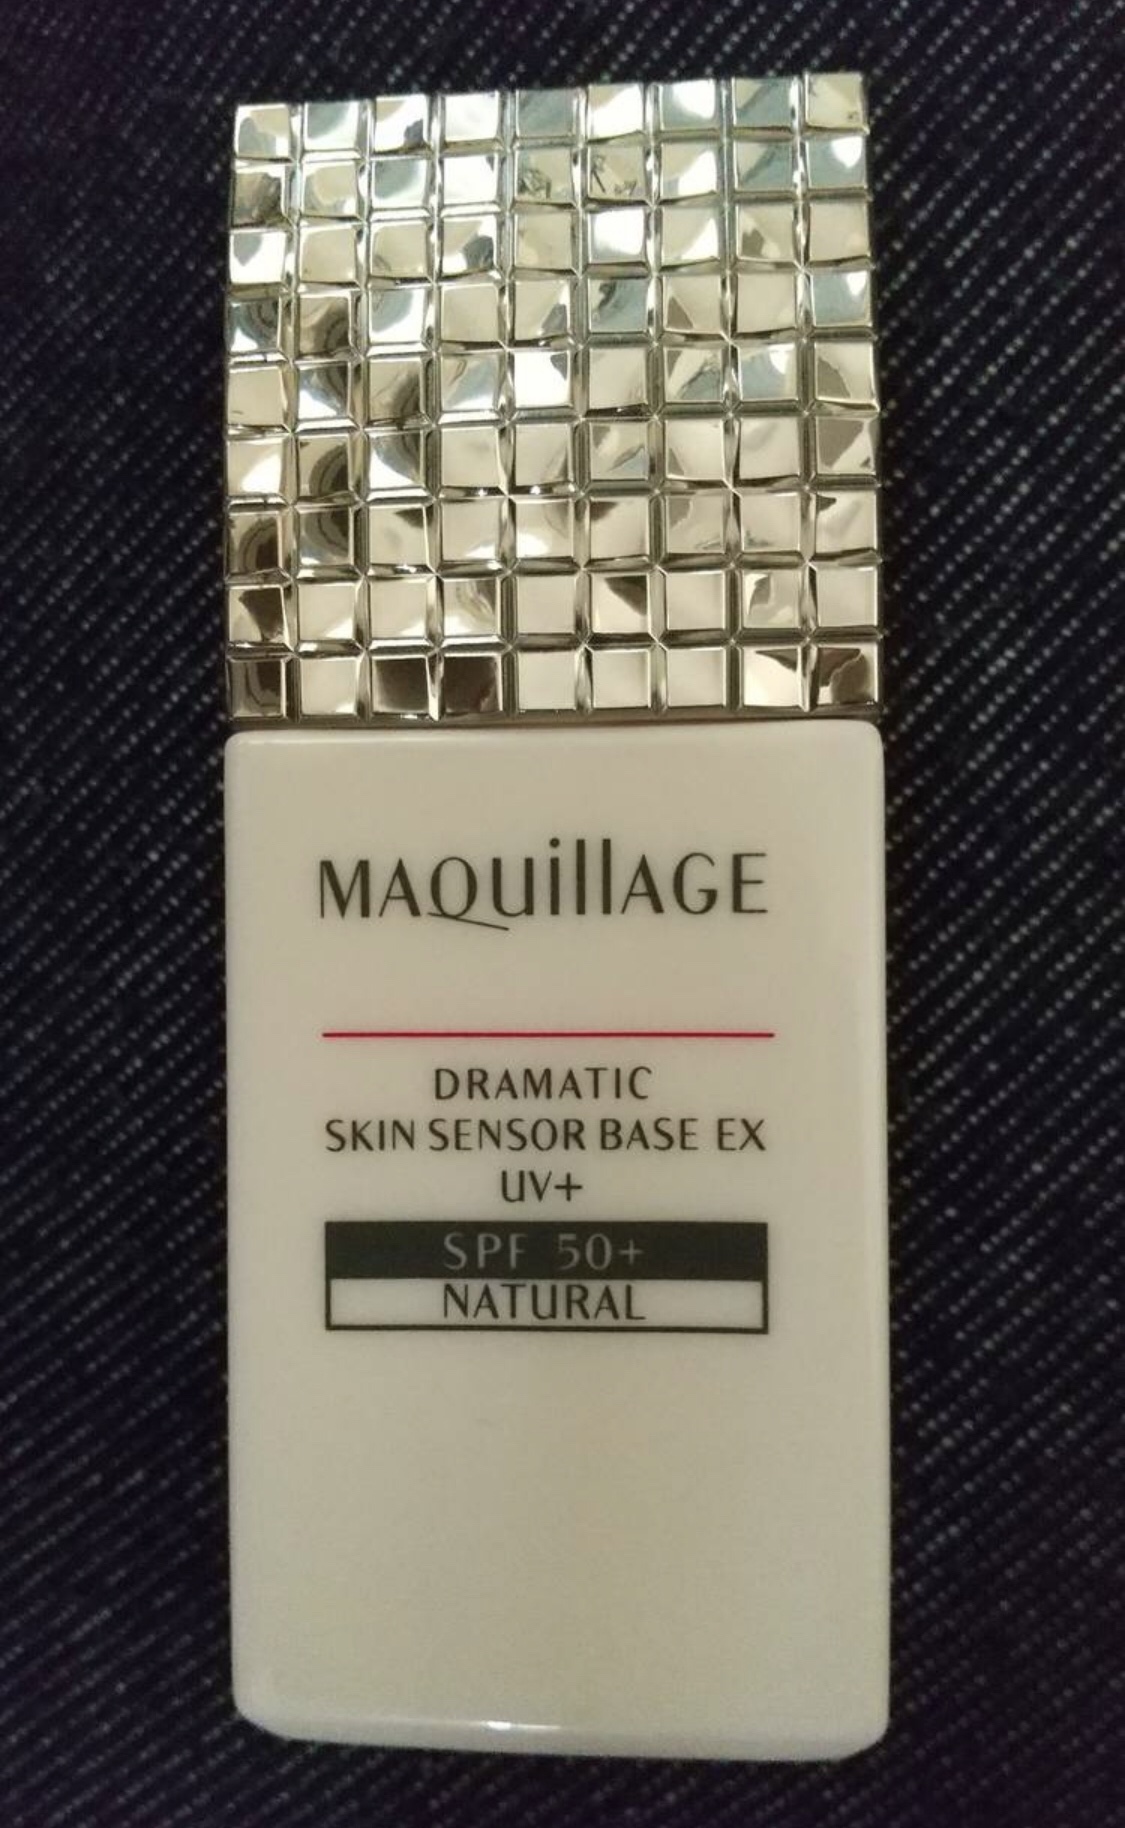 MAQuillAGE
DRAMATIC
SKIN SENSOR BASE EX
UV+
SPF 50+
NATURAL